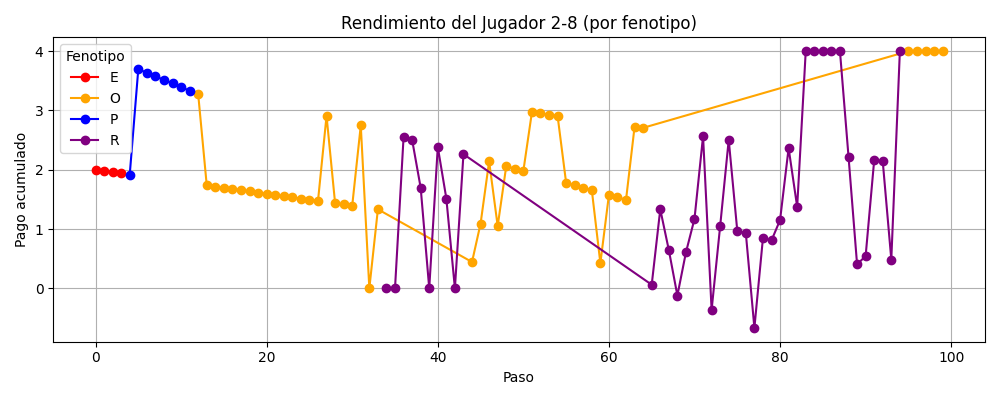 Rendimiento del Jugador 2-8 (por fenotipo)
Pago acumulado
4
3
2
1
0
Fenotipo
E
O
P
R
0
20
40
60
80
100
Paso